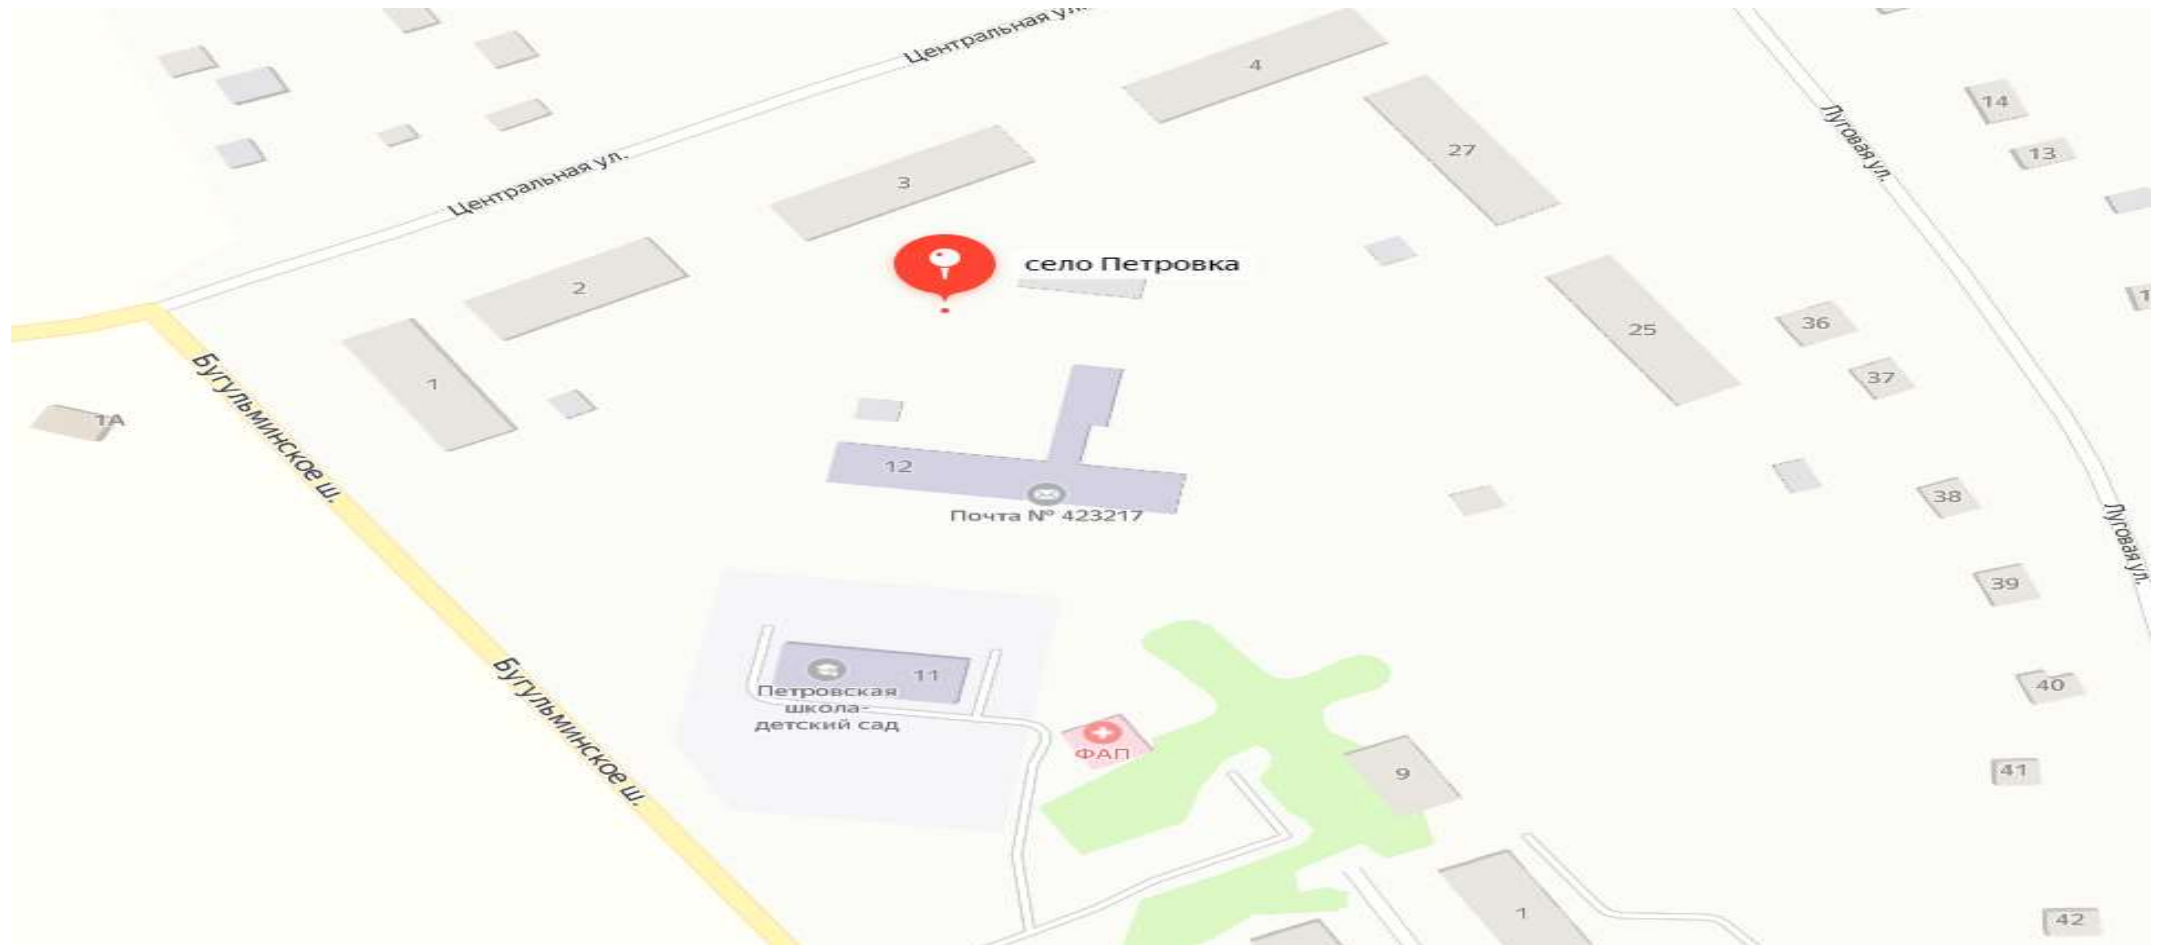 Центральная ул.
4
14
Луговая ул.
27
13
Центральная ул.
3
село Петровка
2
36
25
1
37
1А
Бугульминское ш.
12
Почта № 423217
38
Луговая ул.
39
Бугульминское ш.
11
Петровская
школа-
детский сад
40
ФАП
9
41
1
42